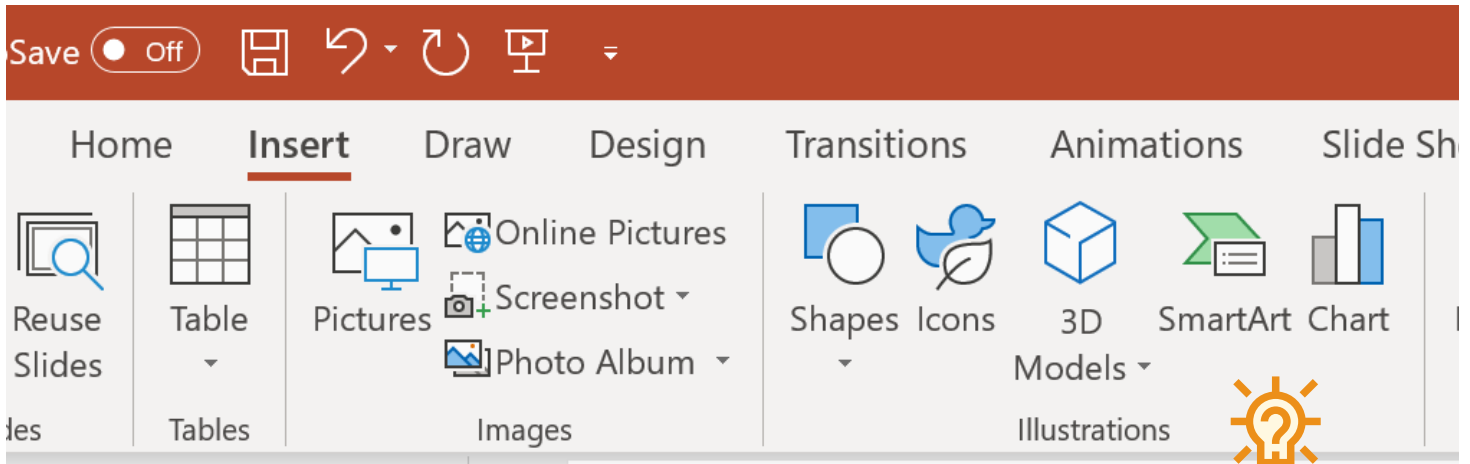 Save Off
Home Insert Draw Design Transitions Animations Slide
Reuse Slides
Table
Pictures
Online Pictures
Screenshot
Photo Album
Shapes
Icons
3D Models
SmartArt
Chart
Tables
Images
Illustrations